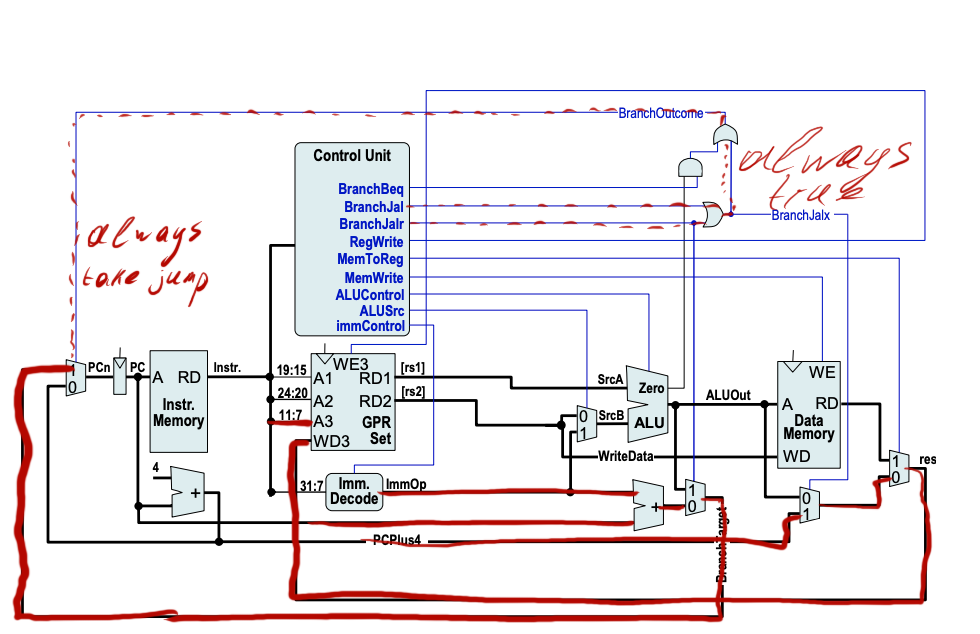 BranchOutcome
Control Unit
always
true
BranchBeq
BranchJal
BranchJalr
BranchJalx
RegWrite
MemToReg
MemWrite
ALUControl
ALUSrc
immControl
always
take jump
1
0
PCn
PC
A RD
Instr.
Memory
Instr.
19:15
24:20
11:7
31:7
WE3
A1 RD1
A2 RD2
A3 GPR
WD3 Set
[rs1]
[rs2]
SrcA
Zero
ALU
0
1
SrcB
ALUOut
WriteData
WE
A RD
Data
Memory
WD
1
0
res
4
+
Imm.
Decode
ImmOp
+
1
0
0
1
PCPlus4
BranchTarget